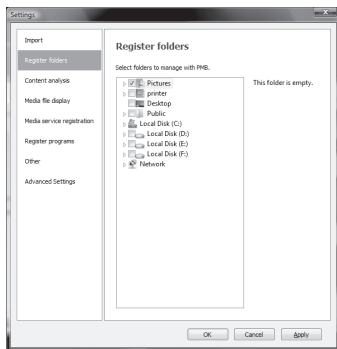 Settings
Import
Register folders
Content analysis
Media file display
Media service registration
Register programs
Other
Advanced Settings
Register folders
Select folders to manage with PMB.
Pictures
printer
Desktop
Public
Local Disk (C:)
Local Disk (D:)
Local Disk (E:)
Local Disk (F:)
Network
This folder is empty.
OK
Cancel
Apply